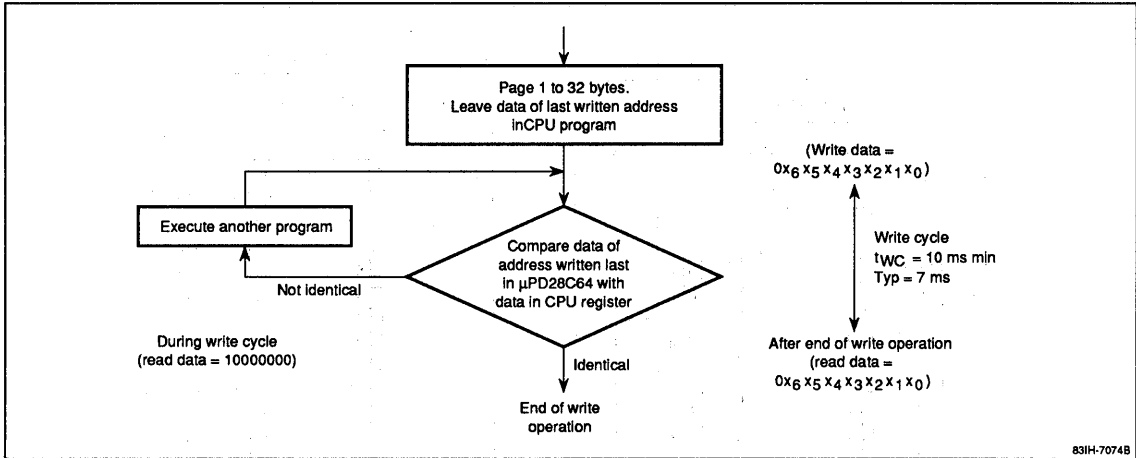 Page 1 to 32 bytes.
Leave data of last written address
inCPU program
(Write data =
0x6 x5 x4 x3 x2 x1 x0)
Execute another program
Compare data of
address written last
in μPD28C64 with
data in CPU register
Write cycle
tWC = 10 ms min
Typ = 7 ms
Not identical
During write cycle
(read data = 10000000)
Identical
After end of write operation
(read data =
0x6 x5 x4 x3 x2 x1 x0)
End of write
operation
83IH-7074B